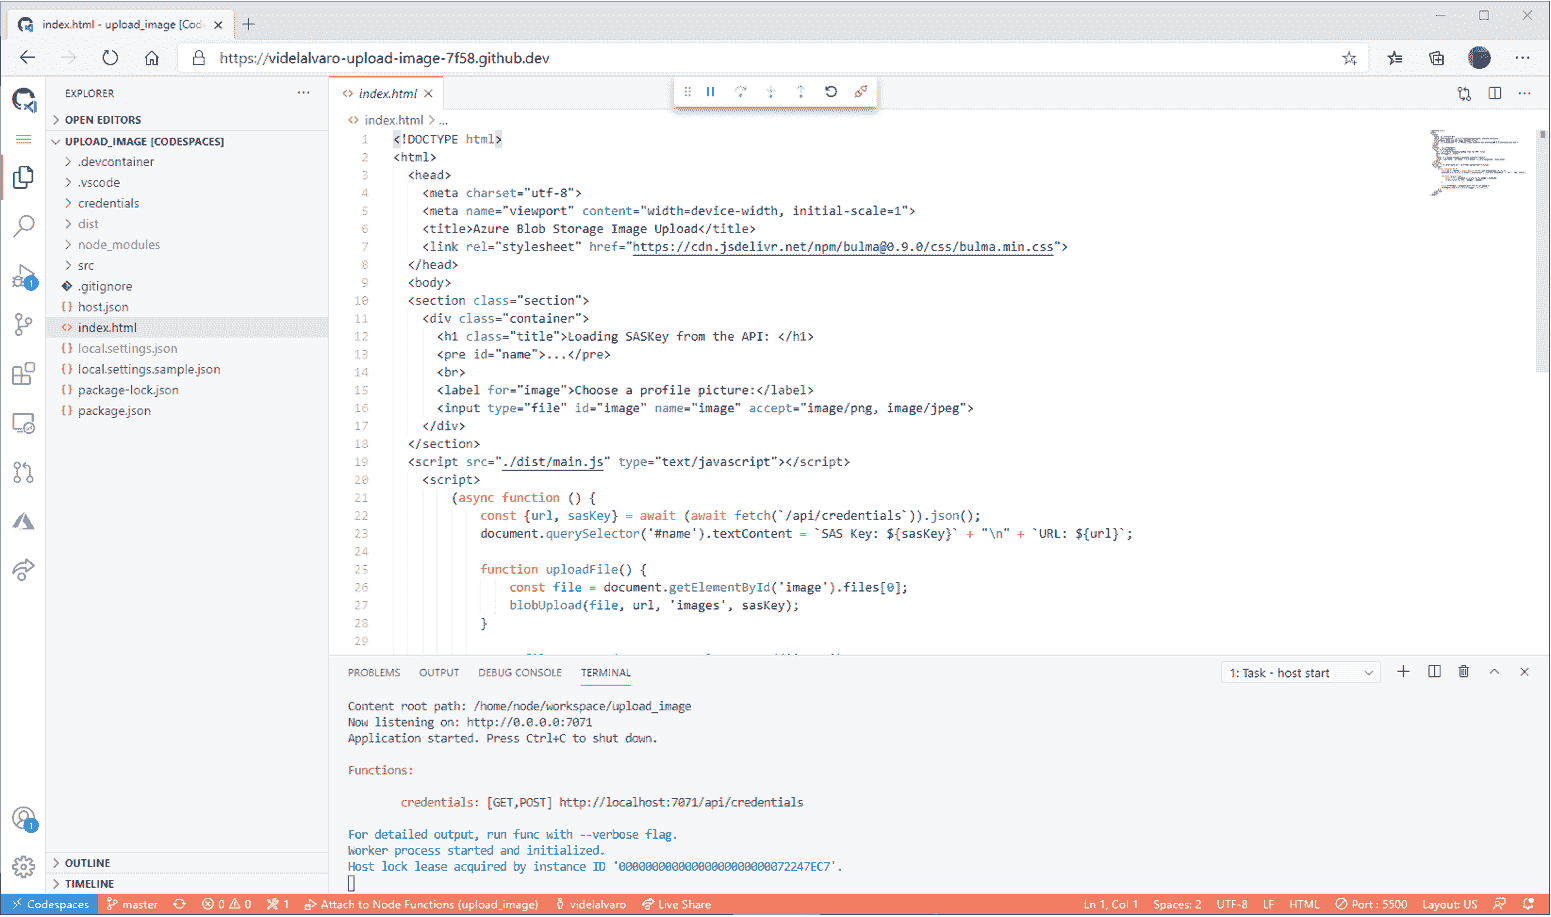 index.html - upload_image [Cod
https://videlalvaro-upload-image-7f58.github.dev
EXPLORER
OPEN EDITORS
UPLOAD_IMAGE [CODESPACES]
.devcontainer
.vscode
credentials
dist
node_modules
src
.gitignore
host.json
index.html
local.settings.json
local.settings.sample.json
package-lock.json
package.json
OUTLINE
TIMELINE
1
1
index.html
index.html > ...
1 <!DOCTYPE html>
2 <html>
3 <head>
4 <meta charset="utf-8">
5 <meta name="viewport" content="width=device-width, initial-scale=1">
6 <title>Azure Blob Storage Image Upload</title>
7 <link rel="stylesheet" href="https://cdn.jsdelivr.net/npm/bulma@0.9.0/css/bulma.min.css">
8 </head>
9 <body>
10 <section class="section">
11 <div class="container">
12 <h1 class="title">Loading SASKey from the API: </h1>
13 <pre id="name">...</pre>
14 <br>
15 <label for="image">Choose a profile picture:</label>
16 <input type="file" id="image" name="image" accept="image/png, image/jpeg">
17 </div>
18 </section>
19 <script src="./dist/main.js" type="text/javascript"></script>
20 <script>
21 (async function () {
22 const {url, sasKey} = await (await fetch(`/api/credentials`)).json();
23 document.querySelector('#name').textContent = `SAS Key: ${sasKey}` + "\n" + `URL: ${url}`;
24
25 function uploadFile() {
26 const file = document.getElementById('image').files[0];
27 blobUpload(file, url, 'images', sasKey);
28 }
29
PROBLEMS OUTPUT DEBUG CONSOLE TERMINAL 1: Task - host start
Content root path: /home/node/workspace/upload_image
Now listening on: http://0.0.0.0:7071
Application started. Press Ctrl+C to shut down.
Functions:
credentials: [GET,POST] http://localhost:7071/api/credentials
For detailed output, run func with --verbose flag.
Worker process started and initialized.
Host lock lease acquired by instance ID '00000000000000000000000072247EC7'.
Codespaces master 0 0 1 Attach to Node Functions (upload_image) videlalvaro Live Share Ln 1, Col 1 Spaces: 2 UTF-8 LF HTML Port : 5500 Layout: US